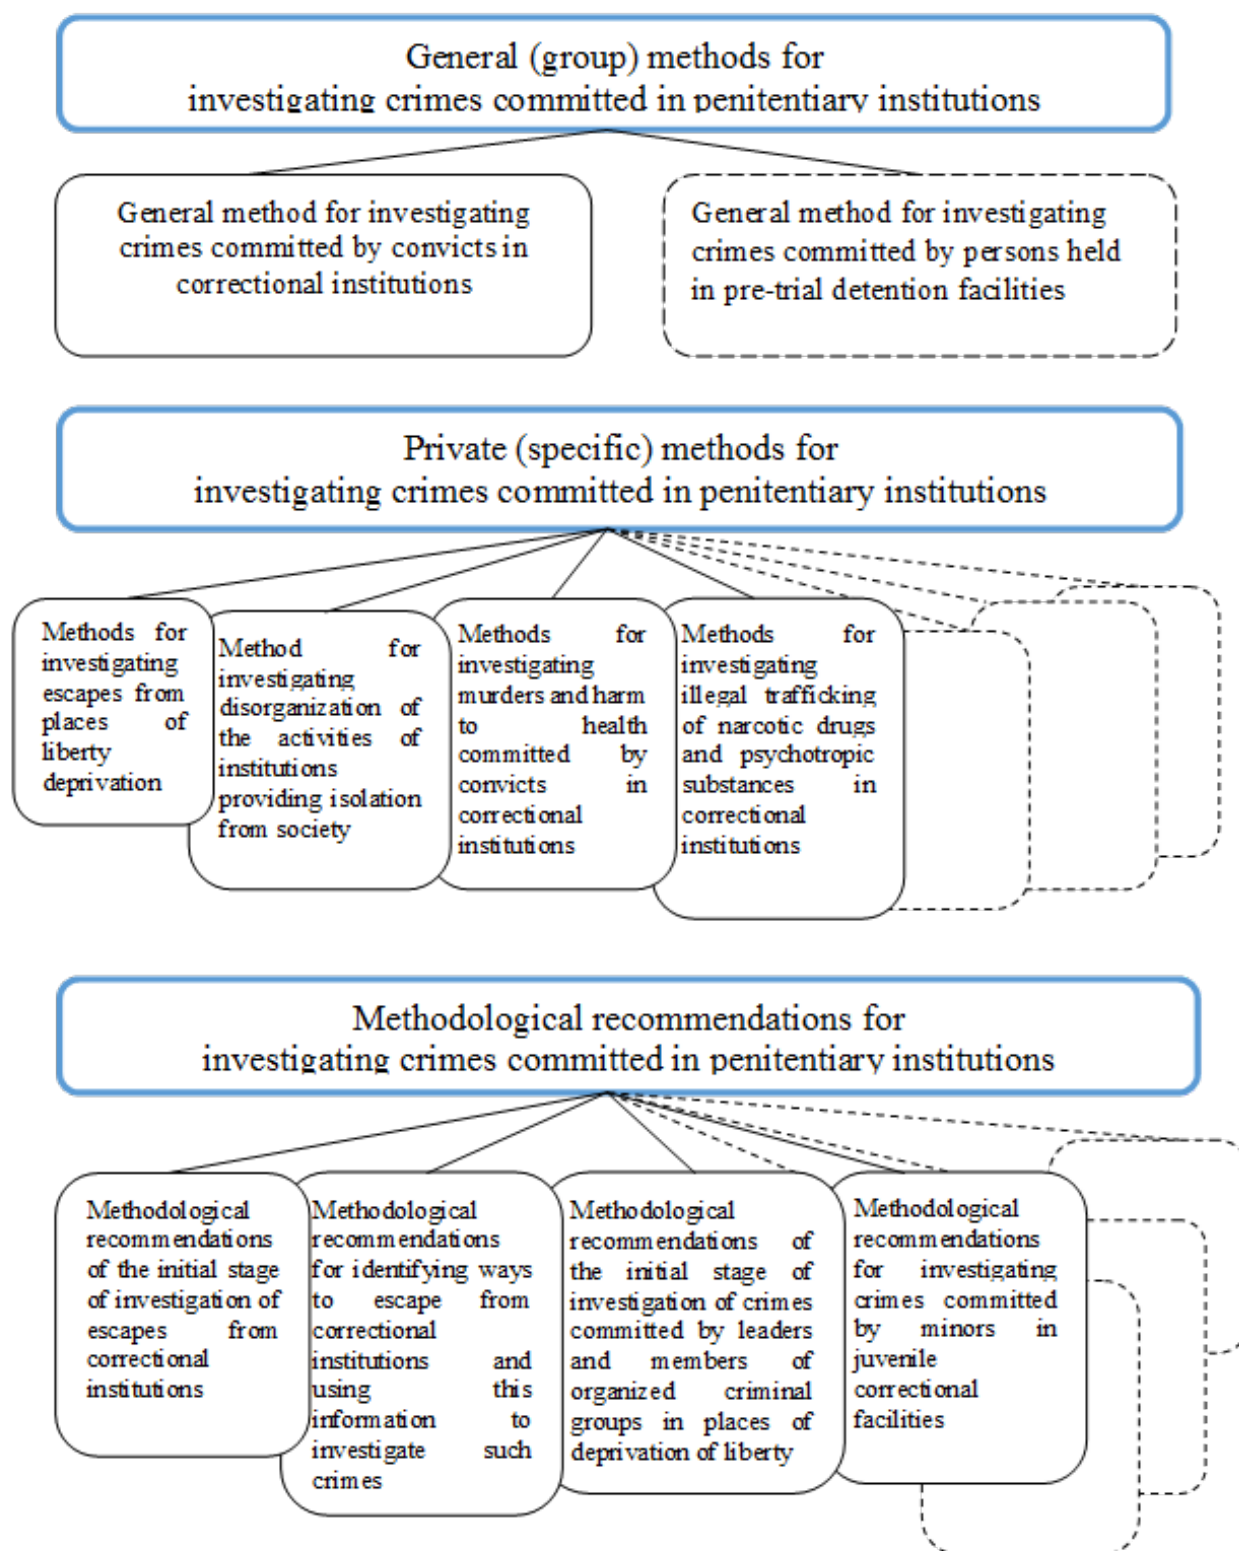 General (group) methods for
investigating crimes committed in penitentiary institutions
General method for investigating
crimes committed by convicts in
correctional institutions
General method for investigating
crimes committed by persons held
in pre-trial detention facilities
Private (specific) methods for
investigating crimes committed in penitentiary institutions
Methods for
investigating
escapes from
places of
liberty
deprivation
Method for
investigating
disorganization of
the activities of
institutions
providing isolation
from society
Methods for
investigating
murders and harm
to health
committed by
convicts in
correctional
institutions
Methods for
investigating
illegal trafficking
of narcotic drugs
and psychotropic
substances in
correctional
institutions
Methodological recommendations for
investigating crimes committed in penitentiary institutions
Methodological
recommendations
of the initial stage
of investigation of
escapes from
correctional
institutions
Methodological
recommendations
for identifying ways
to escape from
correctional
institutions and
using this
information to
investigate such
crimes
Methodological
recommendations of
the initial stage of
investigation of crimes
committed by leaders
and members of
organized criminal
groups in places of
deprivation of liberty
Methodological
recommendations
for investigating
crimes committed
by minors in
juvenile
correctional
facilities